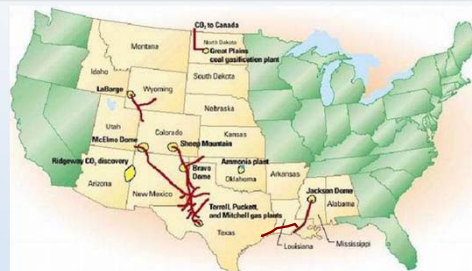 CO₂ to Canada
Montana
North Dakota
Great Plains
coal gasification plant
Idaho
South Dakota
LaBarge
Wyoming
Nebraska
Utah
Colorado
McElmo Dome
Sheep Mountain
Kansas
Ridgeway CO₂ discovery
Bravo
Dome
Ammonia plant
Oklahoma
Arkansas
Arizona
New Mexico
Jackson Dome
Alabama
Terrell, Puckett,
and Mitchell gas plants
Texas
Louisiana
Mississippi